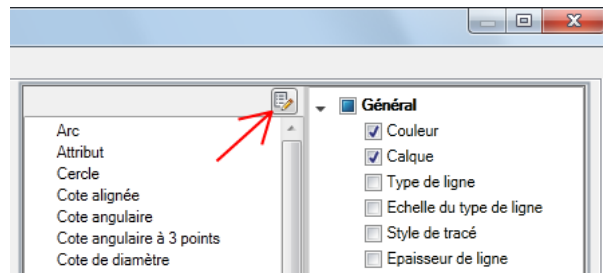 Arc
Attribut
Cercle
Cote alignée
Cote angulaire
Cote angulaire à 3 points
Cote de diamètre
Général
Couleur
Calque
Type de ligne
Echelle du type de ligne
Style de tracé
Epaisseur de ligne